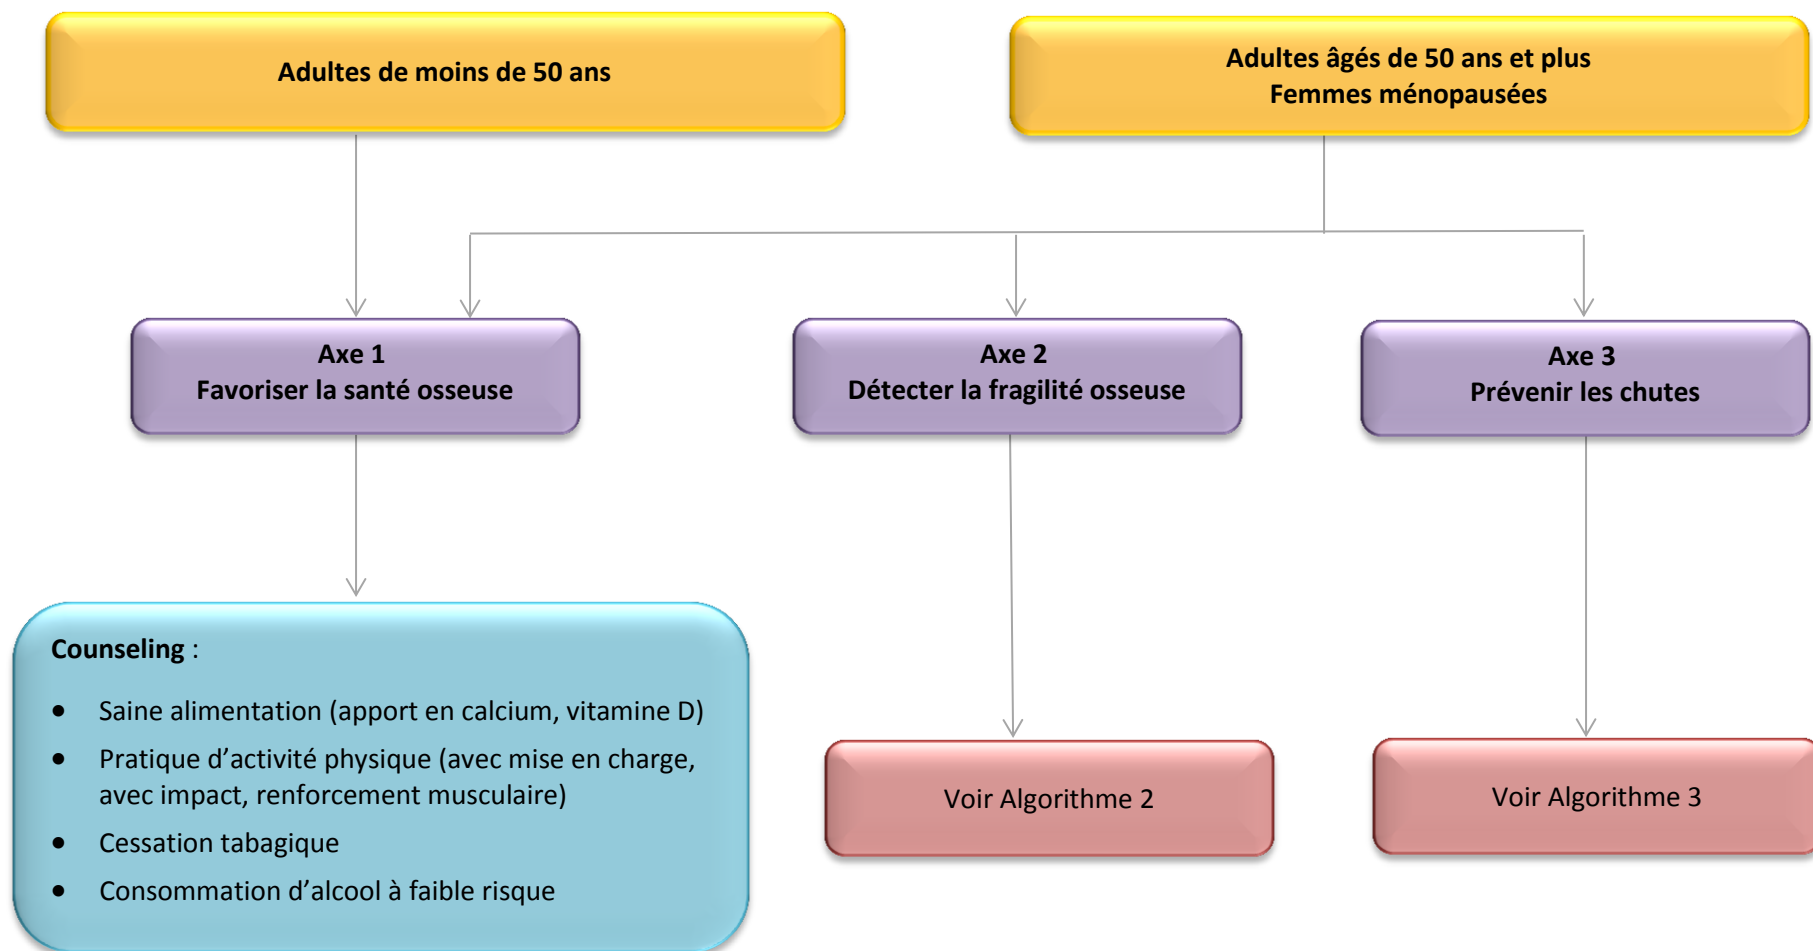 Adultes de moins de 50 ans
Adultes âgés de 50 ans et plus
Femmes ménopausées
Axe 1
Favoriser la santé osseuse
Axe 2
Détecter la fragilité osseuse
Axe 3
Prévenir les chutes
Counseling :
• Saine alimentation (apport en calcium, vitamine D)
• Pratique d’activité physique (avec mise en charge,
avec impact, renforcement musculaire)
• Cessation tabagique
• Consommation d’alcool à faible risque
Voir Algorithme 2
Voir Algorithme 3